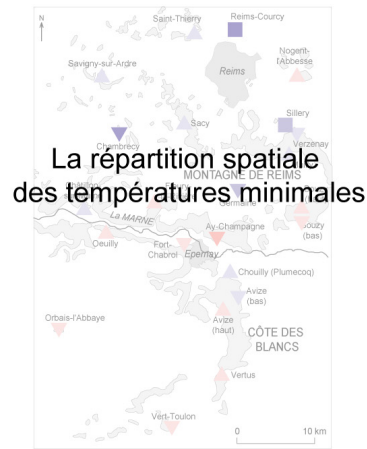 N
Saint-Thierry
Reims-Courcy
Nogent-
l'Abbesse
Savigny-sur-Ardre
Reims
Sacy
Sillery
Verzenay
Chambrecy
La répartition spatiale
MONTAGNE DE REIMS
des températures minimales
Germaine
La MARNE
Ay-Champagne
Bouzy
(bas)
Oeuilly
Fort-
Chabrol
Epernay
Chouilly (Plumecoq)
Avize
(bas)
Orbais-l'Abbaye
Avize
(haut)
CÔTE DES
BLANCS
Vertus
Vert-Toulon
0
10 km